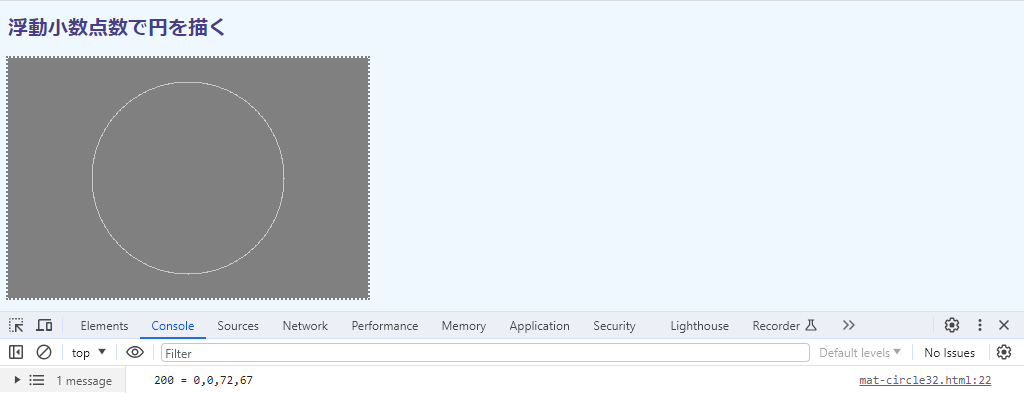 浮動小数点数で円を描く
Elements Console Sources Network Performance Memory Application Security Lighthouse Recorder
top Filter Default levels No Issues
1 message 200 = 0,0,72,67 mat-circle32.html:22